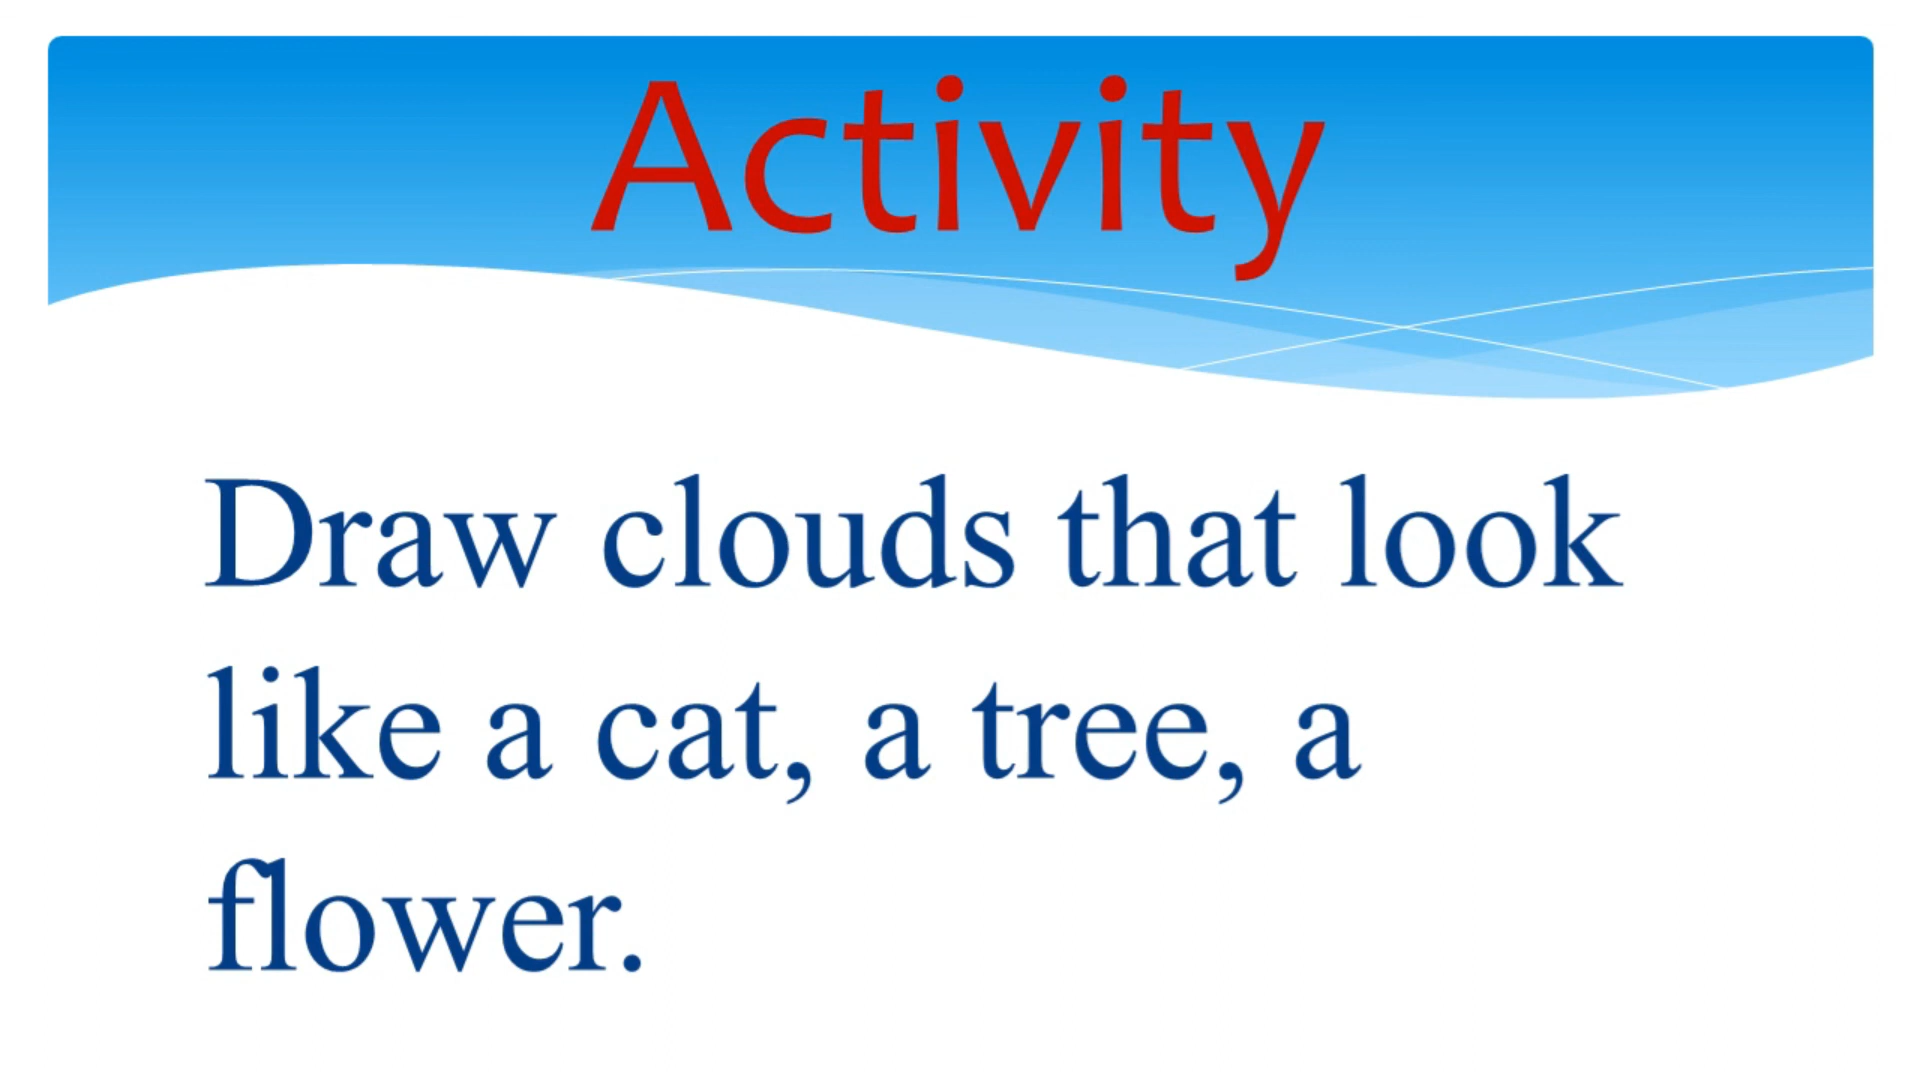 Activity
Draw clouds that look
like a cat, a tree, a
flower.